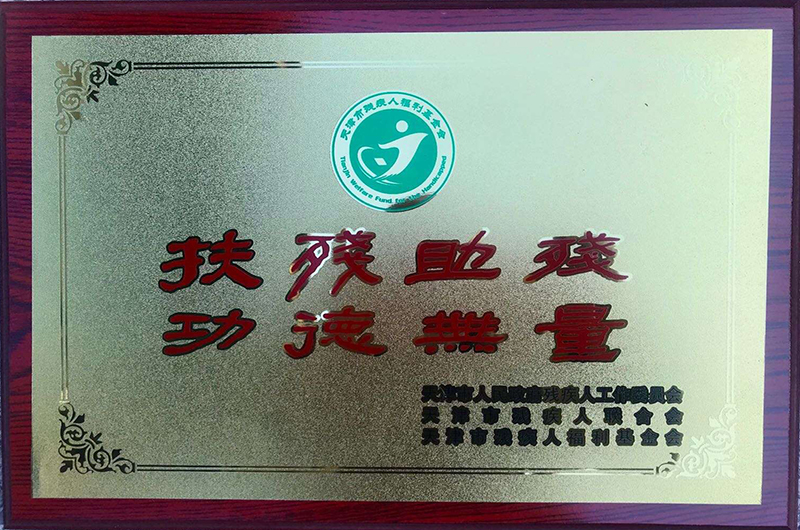 天津市残疾人福利基金会
Tianjin Welfare Fund for the Handicapped
扶殘助殘
功德無量
天津市人民政府残疾人工作委员会
天津市残疾人联合会
天津市残疾人福利基金会